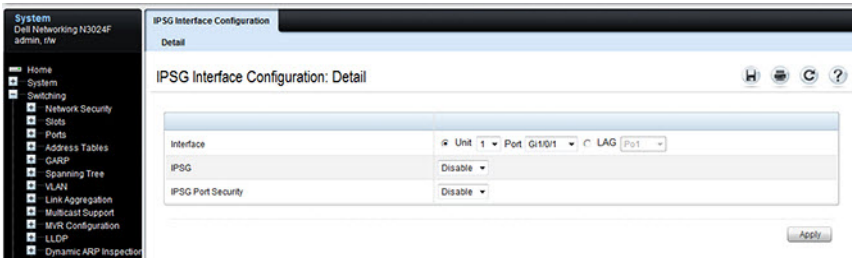 System
Dell Networking N3024F
admin, r/w
IPSG Interface Configuration
Detail
Home
System
Switching
Network Security
Slots
Ports
Address Tables
GARP
Spanning Tree
VLAN
Link Aggregation
Multicast Support
MVR Configuration
LLDP
Dynamic ARP Inspection
IPSG Interface Configuration: Detail
?
Interface Unit 1 Port Gi1/0/1 LAG Po1
IPSG Disable
IPSG Port Security Disable
Apply